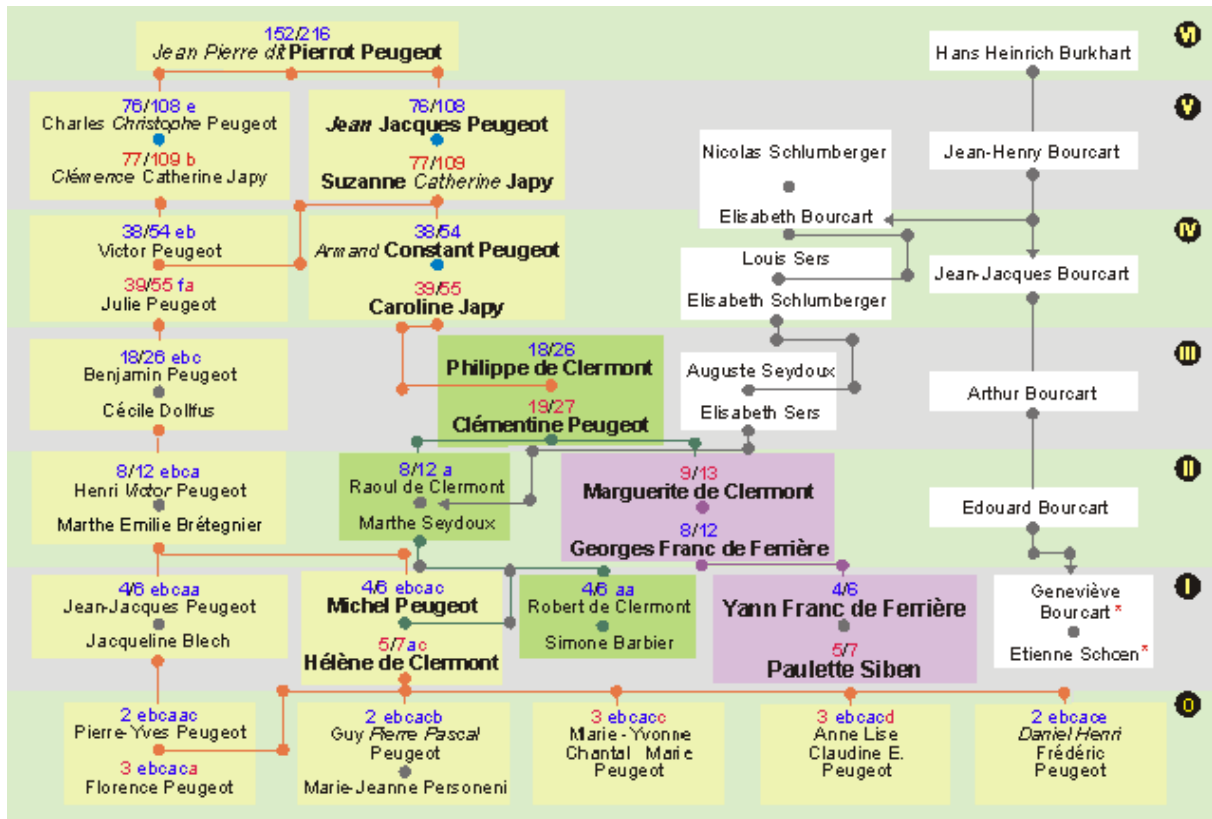 152/216
Jean Pierre dit Pierrot Peugeot
Hans Heinrich Burkhart
VI
76/108 e
Charles Christophe Peugeot
77/109 b
Clémence Catherine Japy
76/108
Jean Jacques Peugeot
77/109
Suzanne Catherine Japy
Nicolas Schlumberger
Elisabeth Bourcart
Jean-Henry Bourcart
V
38/54 eb
Victor Peugeot
39/55 fa
Julie Peugeot
38/54
Armand Constant Peugeot
39/55
Caroline Japy
Louis Sers
Elisabeth Schlumberger
Jean-Jacques Bourcart
IV
18/26 ebc
Benjamin Peugeot
Cécile Dollfus
18/26
Philippe de Clermont
19/27
Clémentine Peugeot
Auguste Seydoux
Elisabeth Sers
Arthur Bourcart
III
8/12 ebca
Henri Victor Peugeot
Marthe Emilie Brétegnier
8/12 a
Raoul de Clermont
Marthe Seydoux
9/13
Marguerite de Clermont
8/12
Georges Franc de Ferrière
Edouard Bourcart
II
4/6 ebcaa
Jean-Jacques Peugeot
Jacqueline Blech
4/6 ebcac
Michel Peugeot
5/7 ac
Hélène de Clermont
4/6 aa
Robert de Clermont
Simone Barbier
4/6
Yann Franc de Ferrière
5/7
Paulette Siben
Geneviève
Bourcart *
Etienne Schœn *
I
2 ebcaac
Pierre-Yves Peugeot
3 ebcaca
Florence Peugeot
2 ebcacb
Guy Pierre Pascal
Peugeot
Marie-Jeanne Personeni
3 ebcacc
Marie-Yvonne
Chantal Marie
Peugeot
3 ebcacd
Anne Lise
Claudine E.
Peugeot
2 ebcace
Daniel Henri
Frédéric
Peugeot
0